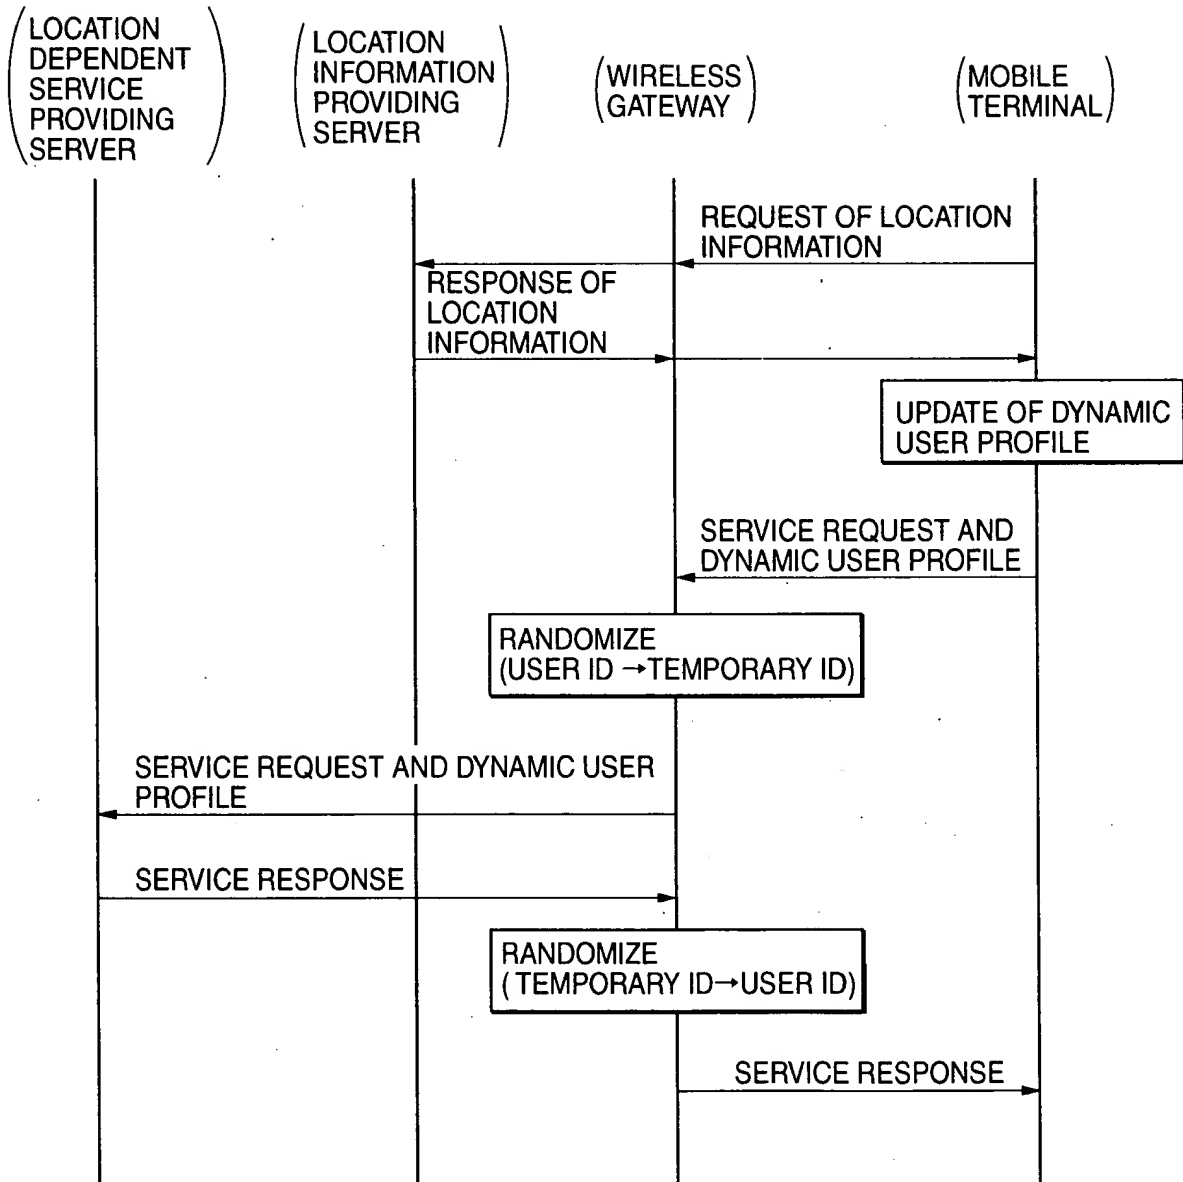 LOCATION
DEPENDENT
SERVICE
PROVIDING
SERVER
LOCATION
INFORMATION
PROVIDING
SERVER
(WIRELESS
GATEWAY)
(MOBILE
TERMINAL)
REQUEST OF LOCATION
INFORMATION
RESPONSE OF
LOCATION
INFORMATION
UPDATE OF DYNAMIC
USER PROFILE
SERVICE REQUEST AND
DYNAMIC USER PROFILE
RANDOMIZE
(USER ID →TEMPORARY ID)
SERVICE REQUEST AND DYNAMIC USER
PROFILE
SERVICE RESPONSE
RANDOMIZE
( TEMPORARY ID→USER ID)
SERVICE RESPONSE